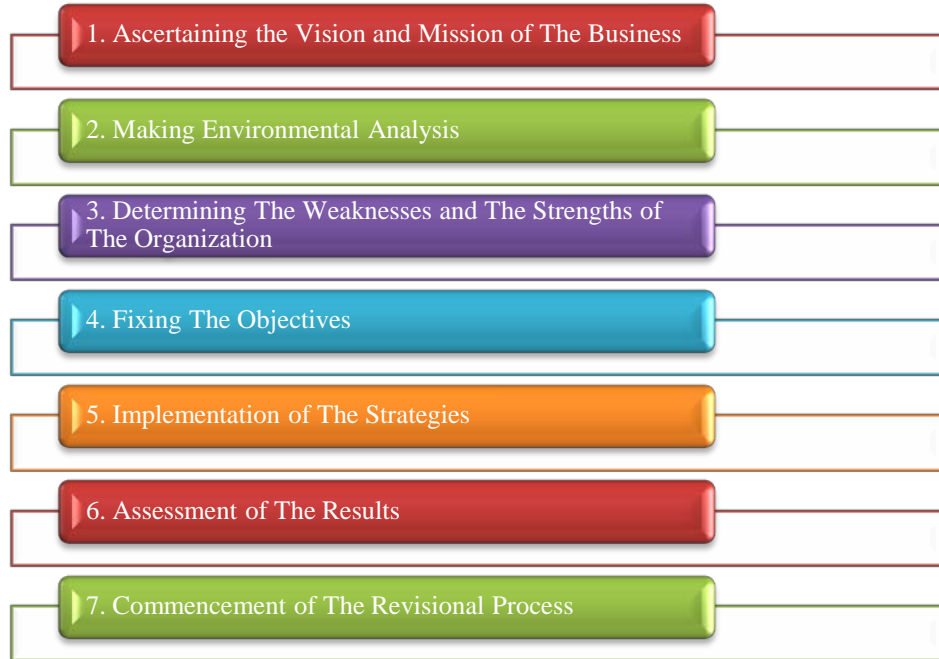 1. Ascertaining the Vision and Mission of The Business
2. Making Environmental Analysis
3. Determining The Weaknesses and The Strengths of
The Organization
4. Fixing The Objectives
5. Implementation of The Strategies
6. Assessment of The Results
7. Commencement of The Revisional Process